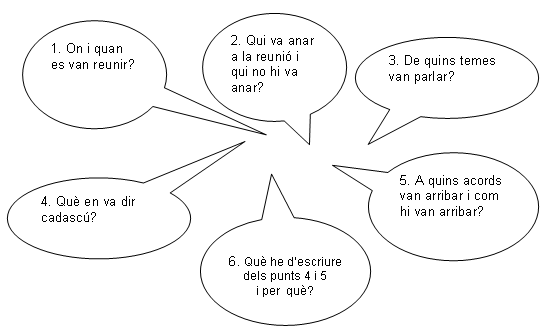 1. On i quan
es van reunir?
2. Qui va anar
a la reunió i
qui no hi va
anar?
3. De quins temes
van parlar?
4. Què en va dir
cadascú?
5. A quins acords
van arribar i com
hi van arribar?
6. Què he d'escriure
dels punts 4 i 5
i per què?